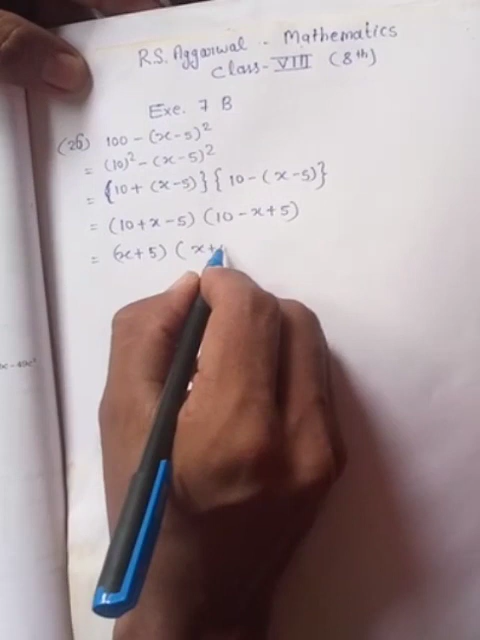 R.S. Aggarwal - Mathematics
Class - VIII (8th)
Exe. 7 B
(26) 100 - (x-5)²
= (10)² - (x-5)²
= {10 + (x-5)} {10 - (x-5)}
= (10 + x - 5) (10 - x + 5)
= (x+5) (x+